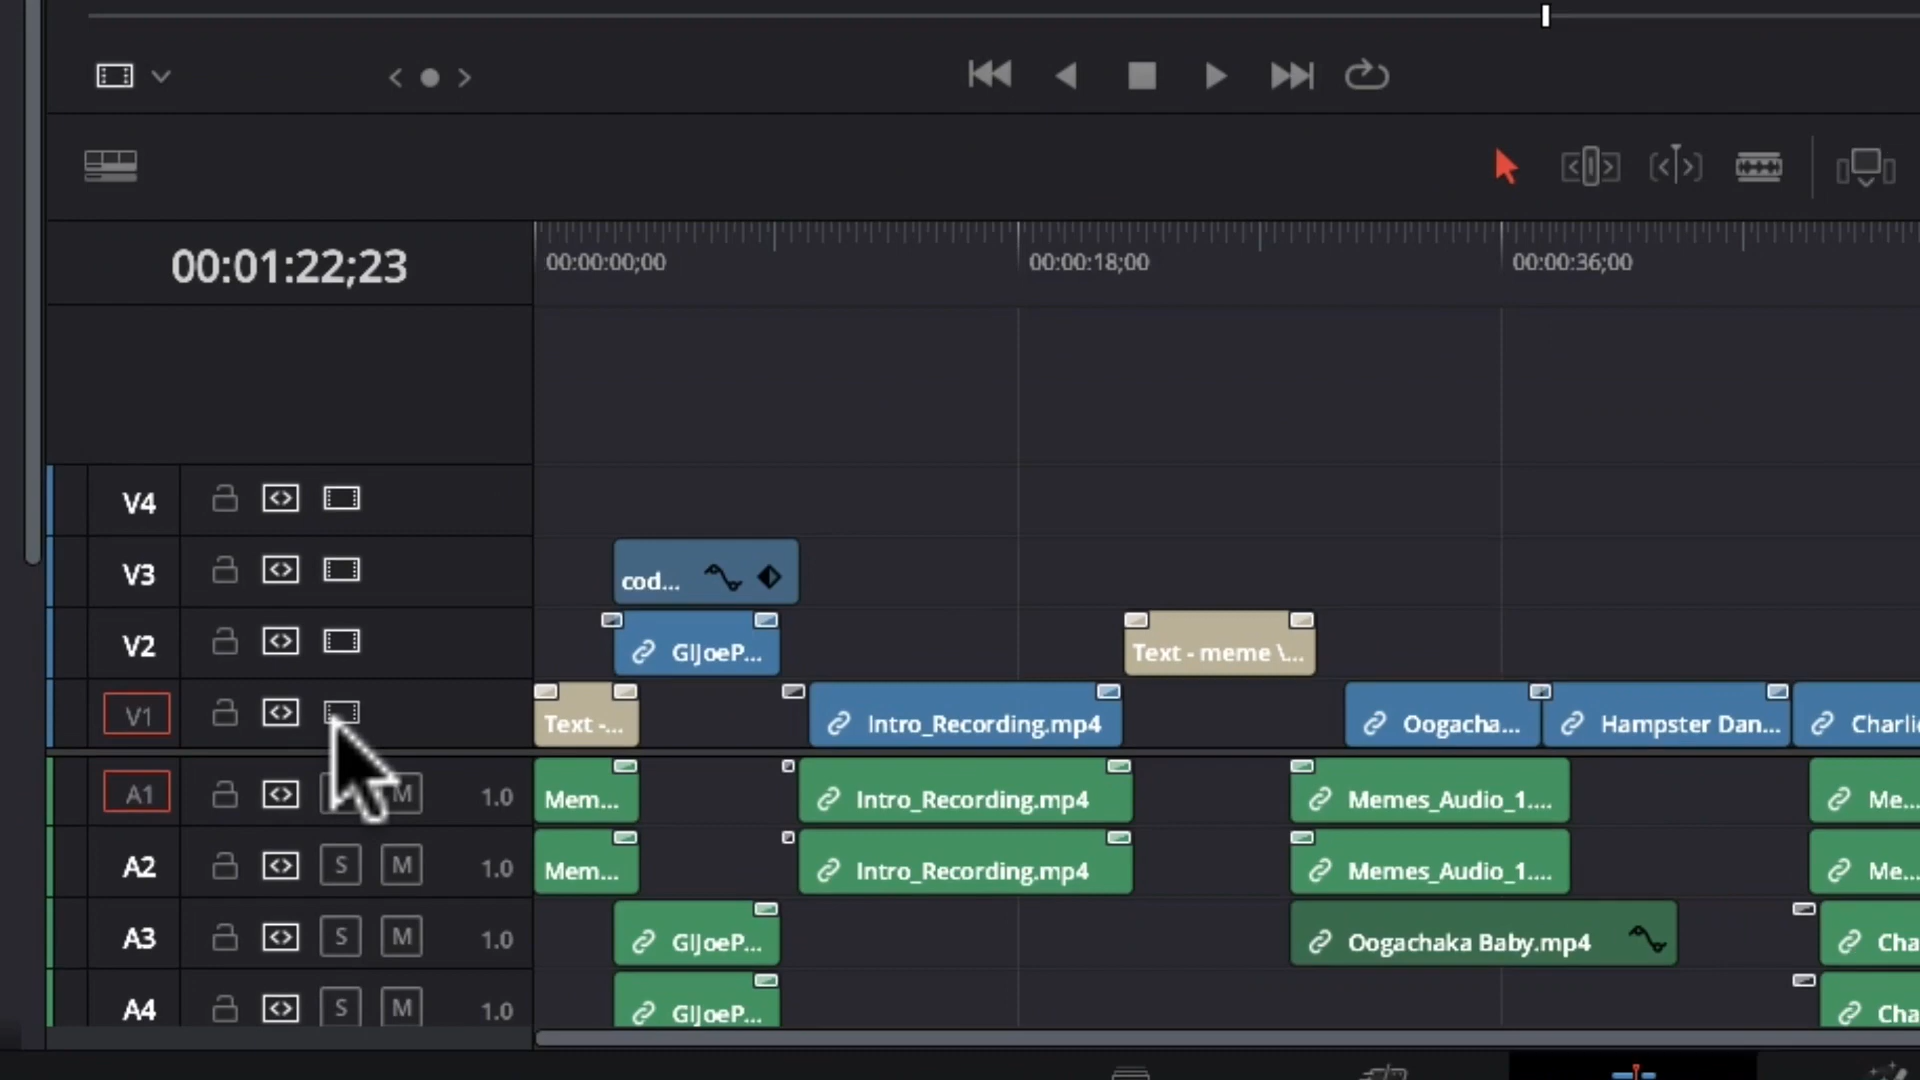 00:01:22;23
00:00:00;00
00:00:18;00
00:00:36;00
V4
V3
cod...
V2
GIJoeP...
Text - meme \...
V1
Text -...
Intro_Recording.mp4
Oogacha...
Hampster Dan...
Charli
A1
M
1.0
Mem...
Intro_Recording.mp4
Memes_Audio_1....
Me...
A2
S
M
1.0
Mem...
Intro_Recording.mp4
Memes_Audio_1....
Me...
A3
S
M
1.0
GIJoeP...
Oogachaka Baby.mp4
Cha
A4
S
M
1.0
GIJoeP...
Cha